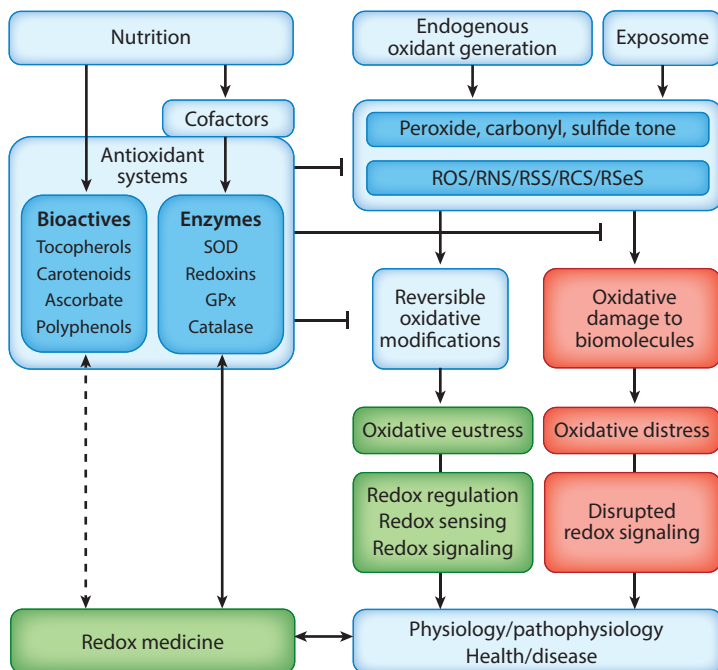 Nutrition
Endogenous
oxidant generation
Exposome
Cofactors
Peroxide, carbonyl, sulfide tone
ROS/RNS/RSS/RCS/RSeS
Antioxidant
systems
Bioactives
Tocopherols
Carotenoids
Ascorbate
Polyphenols
Enzymes
SOD
Redoxins
GPx
Catalase
Reversible
oxidative
modifications
Oxidative
damage to
biomolecules
Oxidative eustress
Oxidative distress
Redox regulation
Redox sensing
Redox signaling
Disrupted
redox signaling
Redox medicine
Physiology/pathophysiology
Health/disease